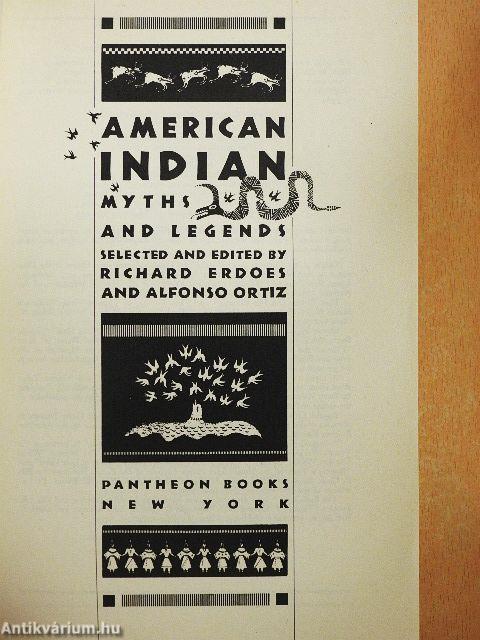 AMERICAN
INDIAN
MYTHS
AND LEGENDS
SELECTED AND EDITED BY
RICHARD ERDOES
AND ALFONSO ORTIZ
PANTHEON BOOKS
NEW YORK
Antikvárium.hu